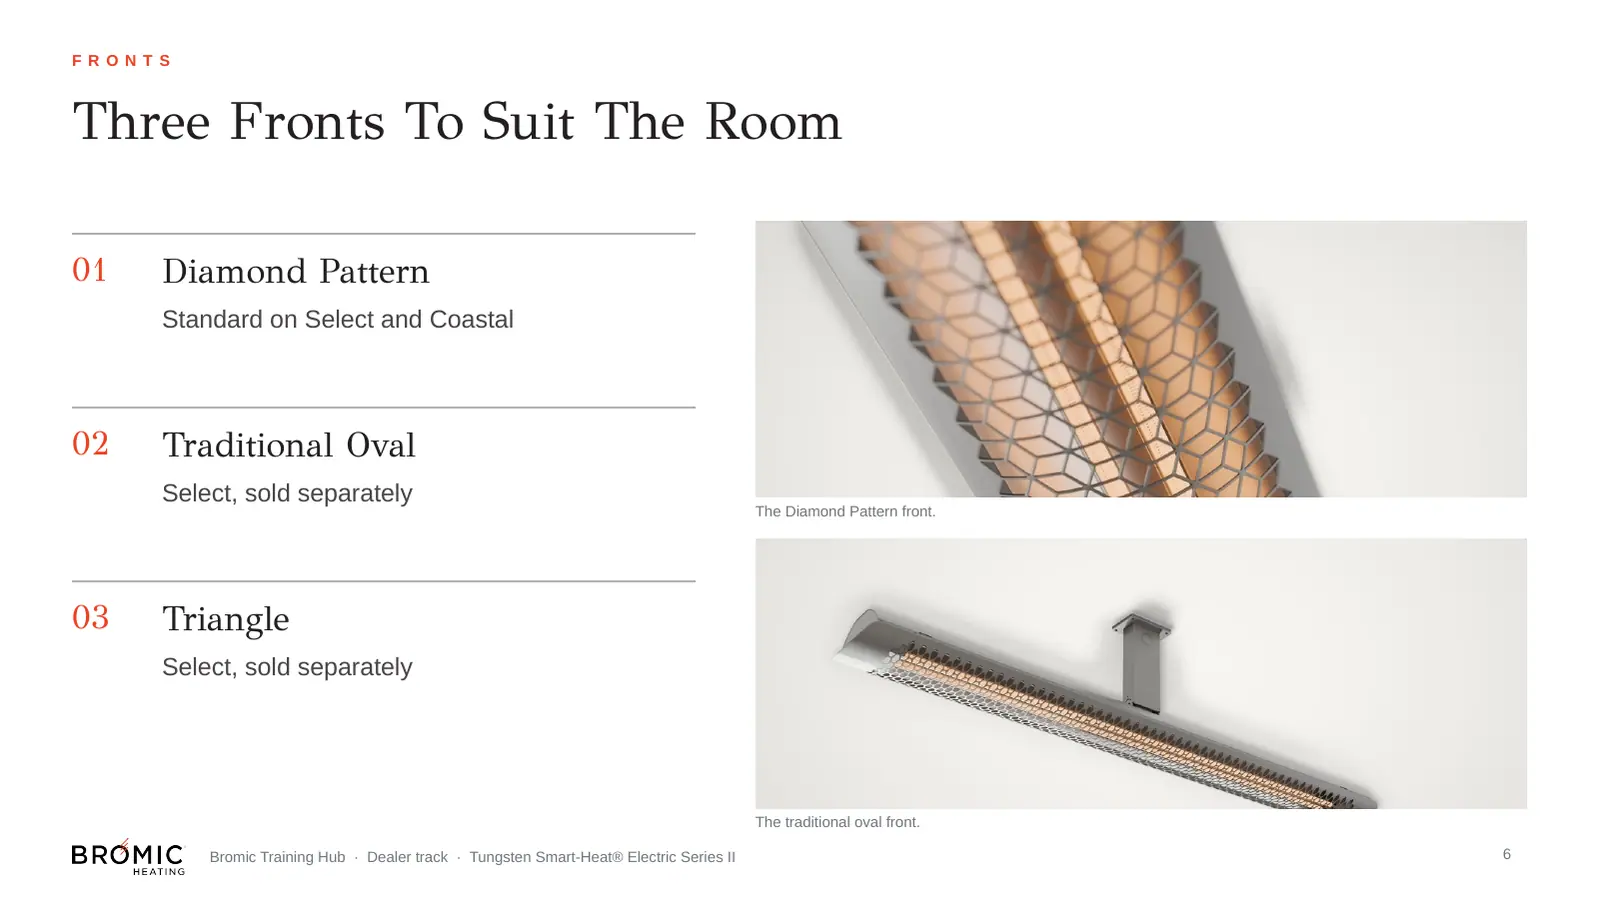 FRONTS
Three Fronts To Suit The Room
01
Diamond Pattern
Standard on Select and Coastal
02
Traditional Oval
Select, sold separately
03
Triangle
Select, sold separately
The Diamond Pattern front.
The traditional oval front.
BROMIC
HEATING
Bromic Training Hub · Dealer track · Tungsten Smart-Heat® Electric Series II
6